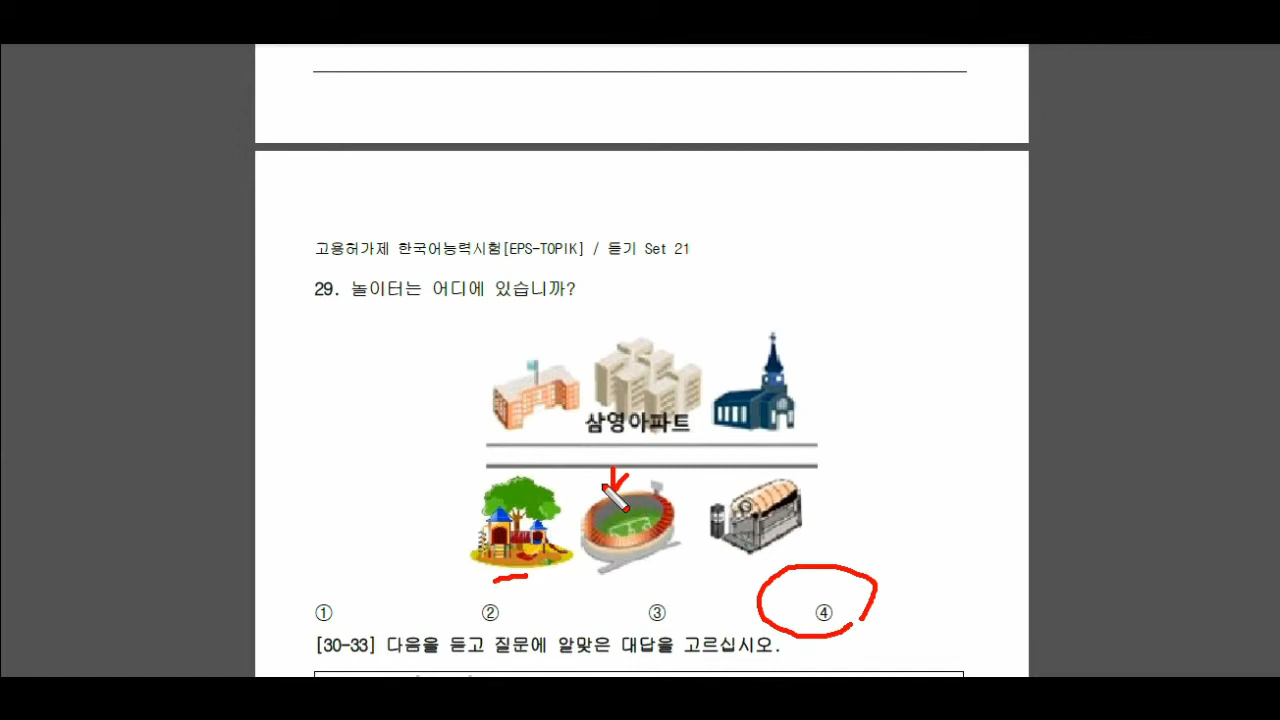 고용허가제 한국어능력시험[EPS-TOPIK] / 듣기 Set 21
29. 놀이터는 어디에 있습니까?
삼영아파트
① ② ③ ④
[30-33] 다음을 듣고 질문에 알맞은 대답을 고르십시오.